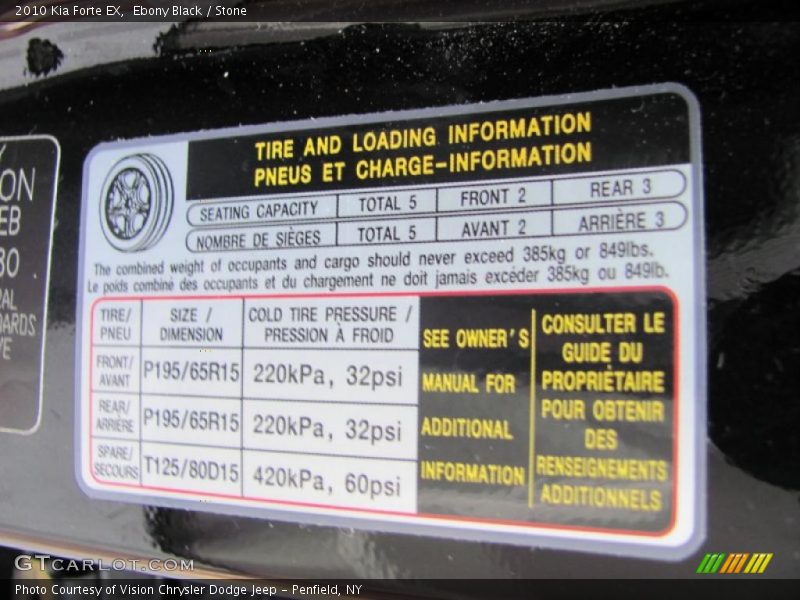 2010 Kia Forte EX, Ebony Black / Stone
ON
EB
80
RAL
DARDS
VE
TIRE AND LOADING INFORMATION
PNEUS ET CHARGE-INFORMATION
SEATING CAPACITY TOTAL 5 FRONT 2 REAR 3
NOMBRE DE SIÈGES TOTAL 5 AVANT 2 ARRIÈRE 3
The combined weight of occupants and cargo should never exceed 385kg or 849lbs.
Le poids combiné des occupants et du chargement ne doit jamais excéder 385kg ou 849lb.
TIRE/ PNEU SIZE / DIMENSION COLD TIRE PRESSURE / PRESSION À FROID
FRONT/ AVANT P195/65R15 220kPa, 32psi
REAR/ ARRIÈRE P195/65R15 220kPa, 32psi
SPARE/ SECOURS T125/80D15 420kPa, 60psi
SEE OWNER'S
MANUAL FOR
ADDITIONAL
INFORMATION
CONSULTER LE
GUIDE DU
PROPRIÉTAIRE
POUR OBTENIR
DES
RENSEIGNEMENTS
ADDITIONNELS
GTCARLOT.COM
Photo Courtesy of Vision Chrysler Dodge Jeep - Penfield, NY